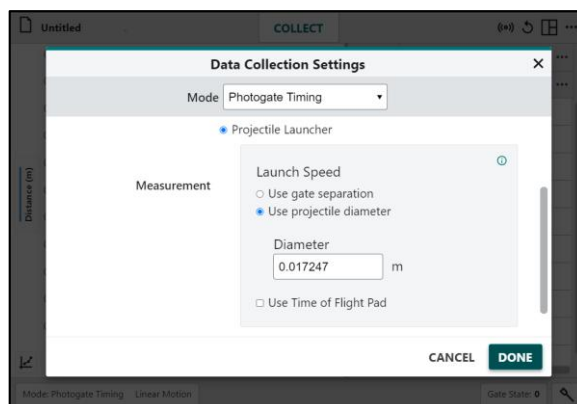 Untitled
COLLECT
Data Collection Settings
Mode Photogate Timing
Projectile Launcher
Measurement
Launch Speed
Use gate separation
Use projectile diameter
Diameter
0.017247 m
Use Time of Flight Pad
Distance (m)
CANCEL DONE
Mode: Photogate Timing Linear Motion Gate State: 0